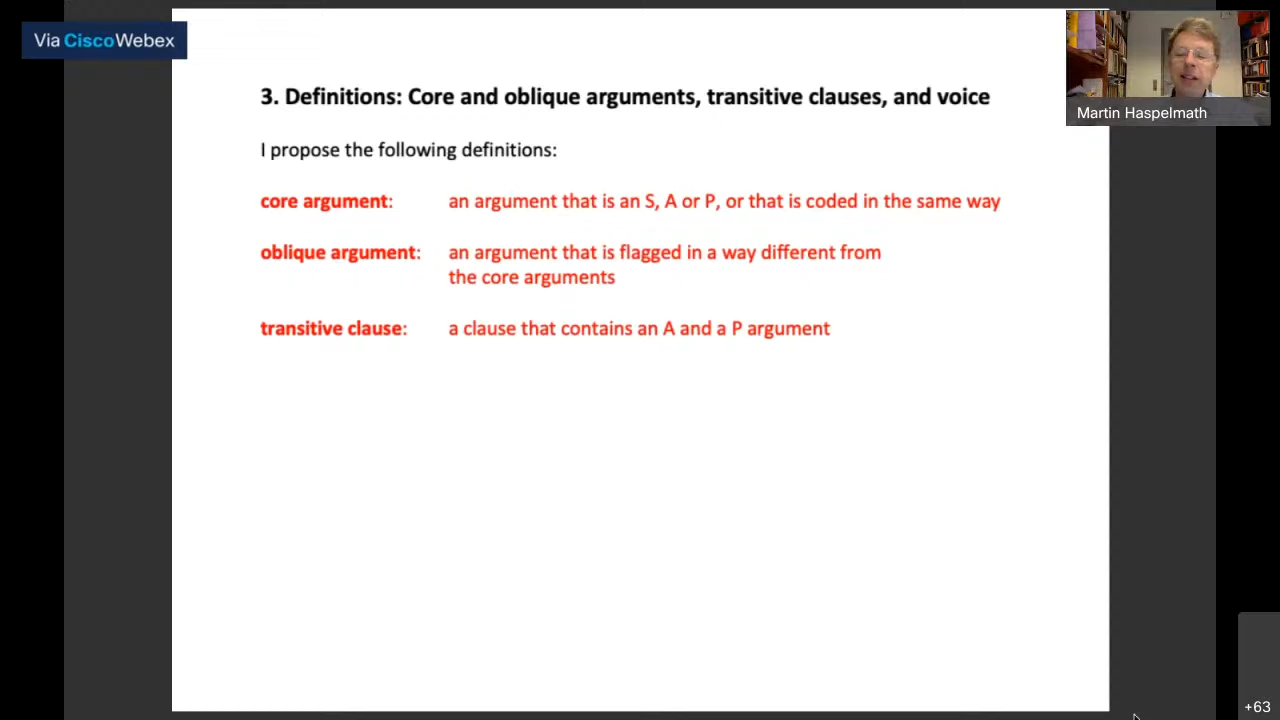 Via CiscoWebex
Martin Haspelmath
3. Definitions: Core and oblique arguments, transitive clauses, and voice
I propose the following definitions:
core argument: an argument that is an S, A or P, or that is coded in the same way
oblique argument: an argument that is flagged in a way different from
the core arguments
transitive clause: a clause that contains an A and a P argument
+63